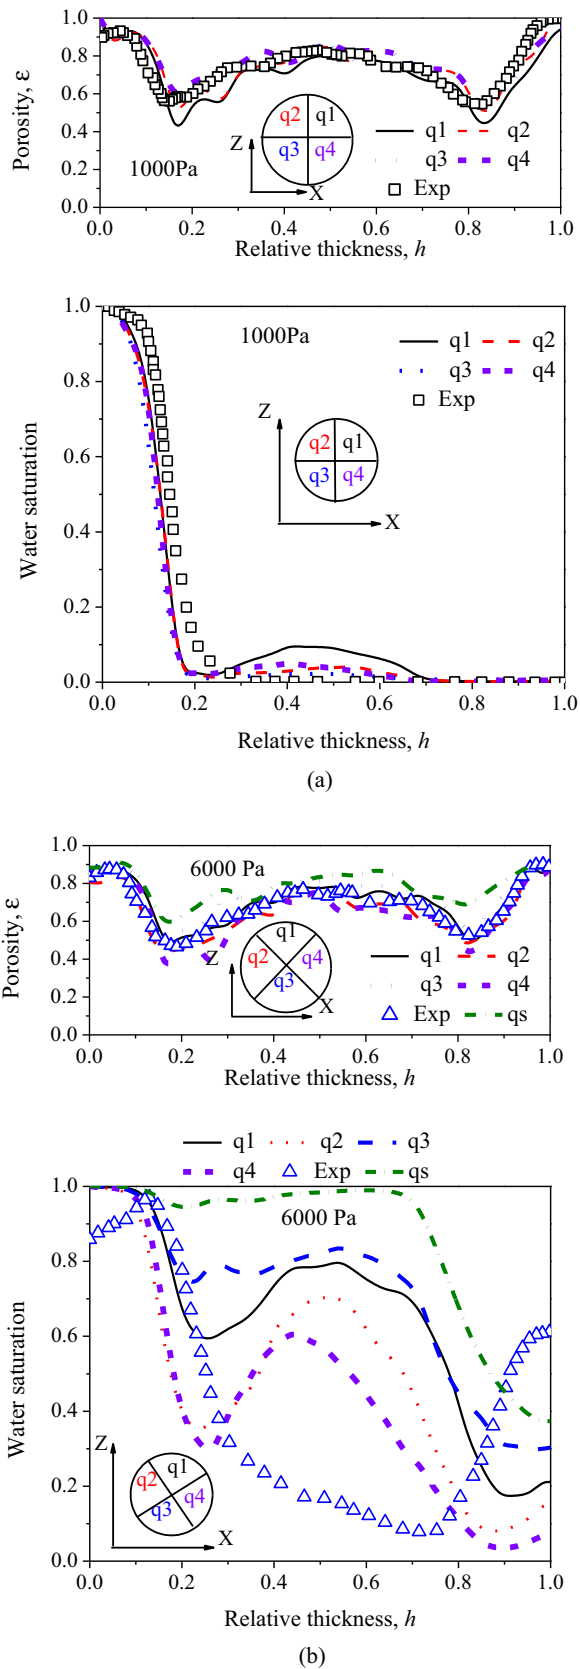 1.0
0.8
0.6
0.4
0.2
0.0
Porosity, ε
1000Pa
Z
X
q2 q1
q3 q4
q1 q2
q3 q4
Exp
0.0 0.2 0.4 0.6 0.8 1.0
Relative thickness, h
1.0
0.8
0.6
0.4
0.2
0.0
Water saturation
1000Pa
q1 q2
q3 q4
Exp
Z
X
q2 q1
q3 q4
0.0 0.2 0.4 0.6 0.8 1.0
Relative thickness, h
(a)
1.0
0.8
0.6
0.4
0.2
0.0
Porosity, ε
6000 Pa
Z
X
q1
q2 q4
q3
q1 q2
q3 q4
Exp qs
0.0 0.2 0.4 0.6 0.8 1.0
Relative thickness, h
q1 q2 q3
q4 Exp qs
1.0
0.8
0.6
0.4
0.2
0.0
Water saturation
6000 Pa
Z
X
q1
q2 q4
q3
0.0 0.2 0.4 0.6 0.8 1.0
Relative thickness, h
(b)